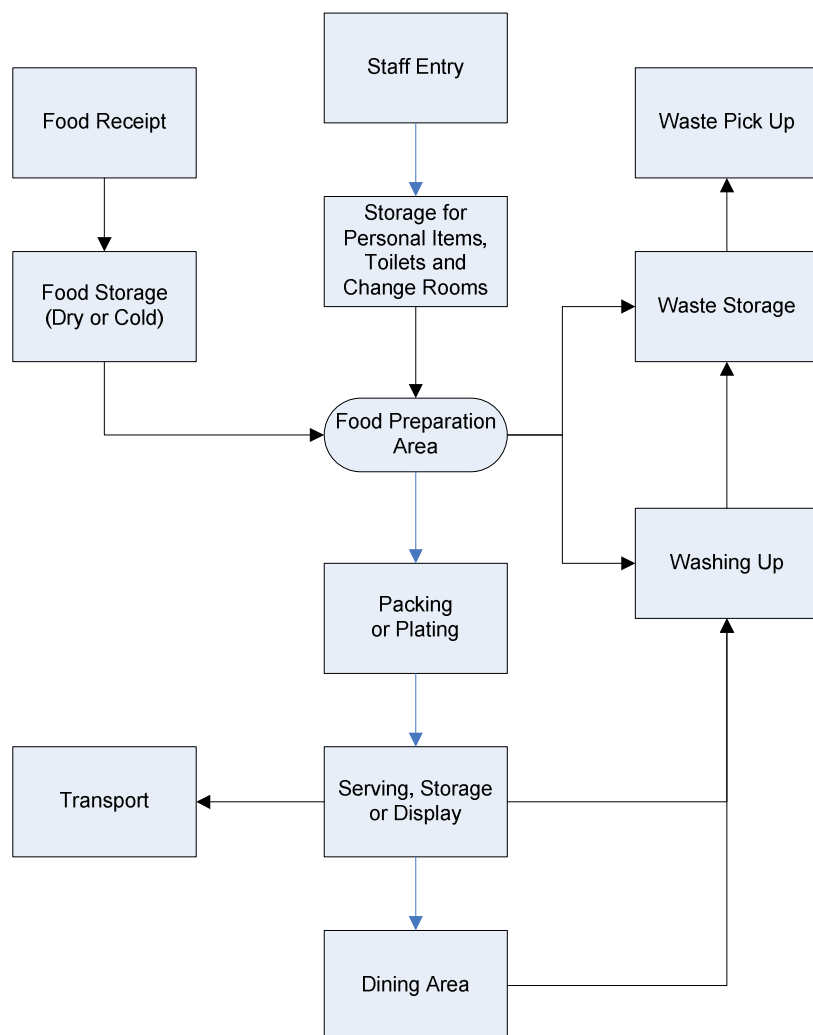 Staff Entry
Food Receipt
Waste Pick Up
Storage for
Personal Items,
Toilets and
Change Rooms
Food Storage
(Dry or Cold)
Waste Storage
Food Preparation
Area
Washing Up
Packing
or Plating
Transport
Serving, Storage
or Display
Dining Area